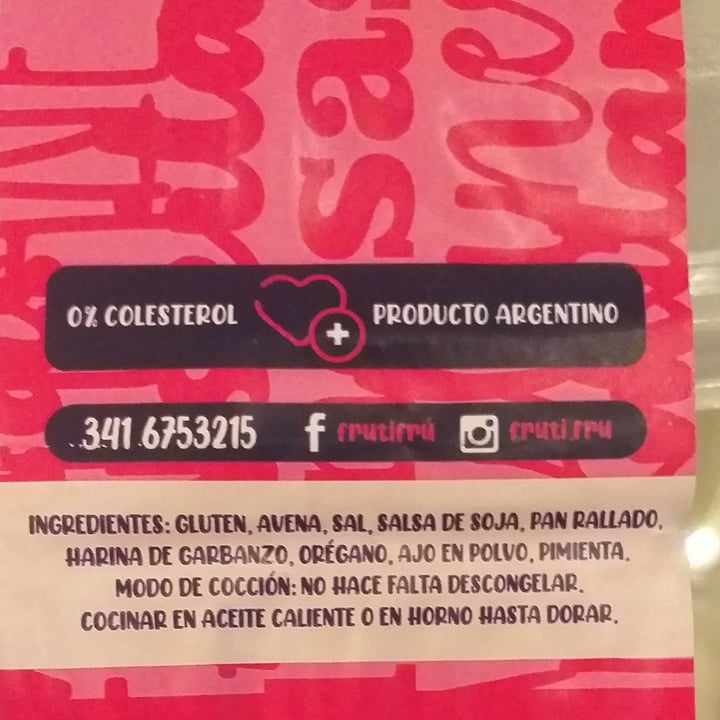 sas
0% COLESTEROL
PRODUCTO ARGENTINO
341 6753215
frutifrú
fruti.fru
INGREDIENTES: GLUTEN, AVENA, SAL, SALSA DE SOJA, PAN RALLADO,
HARINA DE GARBANZO, ORÉGANO, AJO EN POLVO, PIMIENTA.
MODO DE COCCIÓN: NO HACE FALTA DESCONGELAR.
COCINAR EN ACEITE CALIENTE O EN HORNO HASTA DORAR.